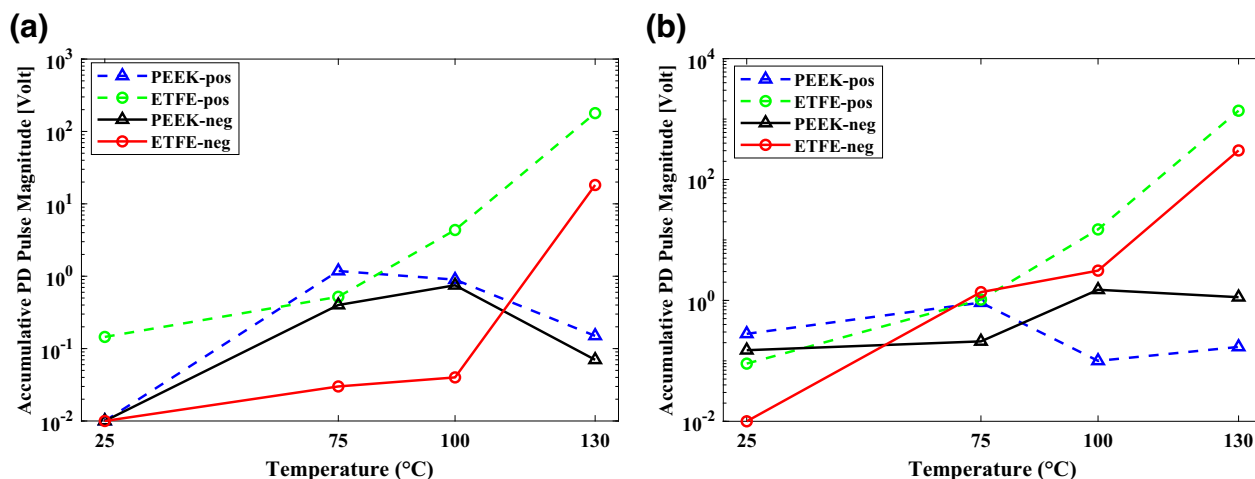 (a)
Accumulative PD Pulse Magnitude [Volt]
10^3
10^2
10^1
10^0
10^-1
10^-2
PEEK-pos
ETFE-pos
PEEK-neg
ETFE-neg
25
75
100
130
Temperature (°C)
(b)
Accumulative PD Pulse Magnitude [Volt]
10^4
10^2
10^0
10^-2
PEEK-pos
ETFE-pos
PEEK-neg
ETFE-neg
25
75
100
130
Temperature (°C)